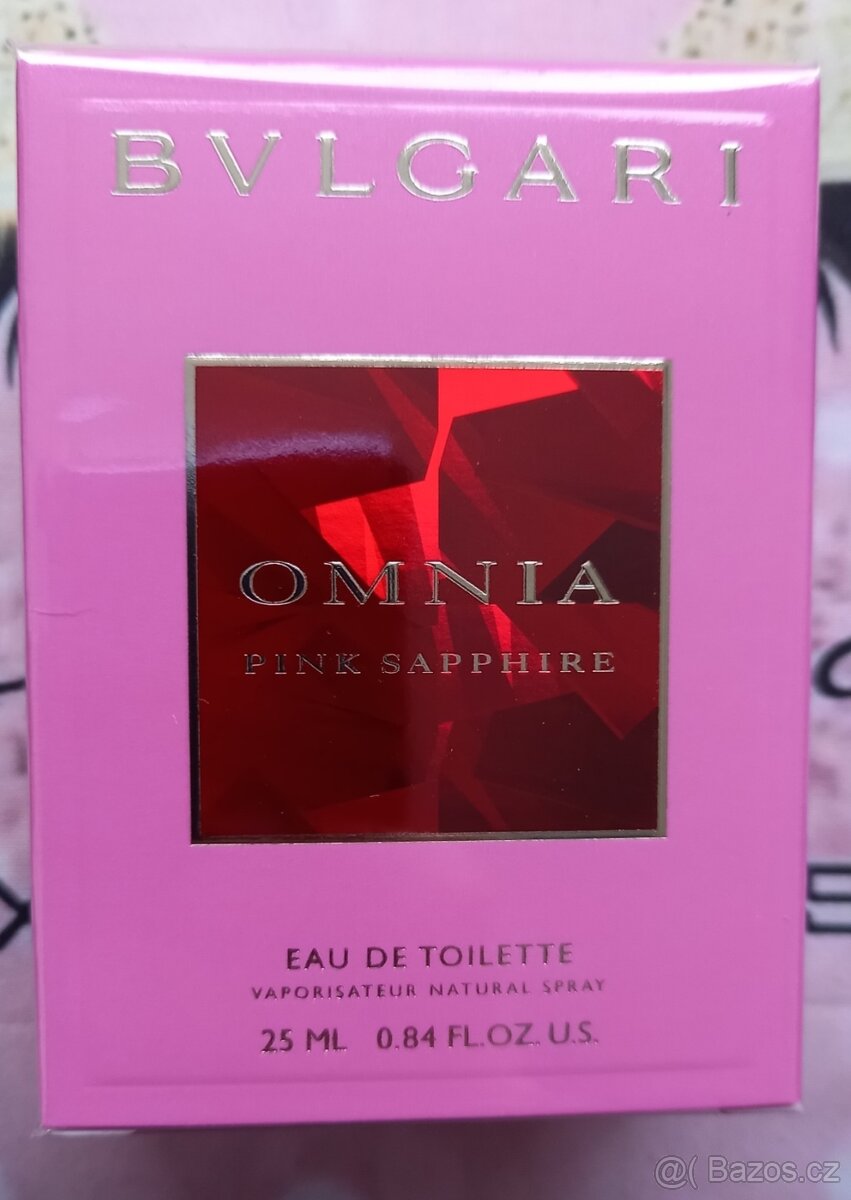 BVLGARI
OMNIA
PINK SAPPHIRE
EAU DE TOILETTE
VAPORISATEUR NATURAL SPRAY
25 ML 0.84 FL.OZ. U.S.
@( Bazos.cz